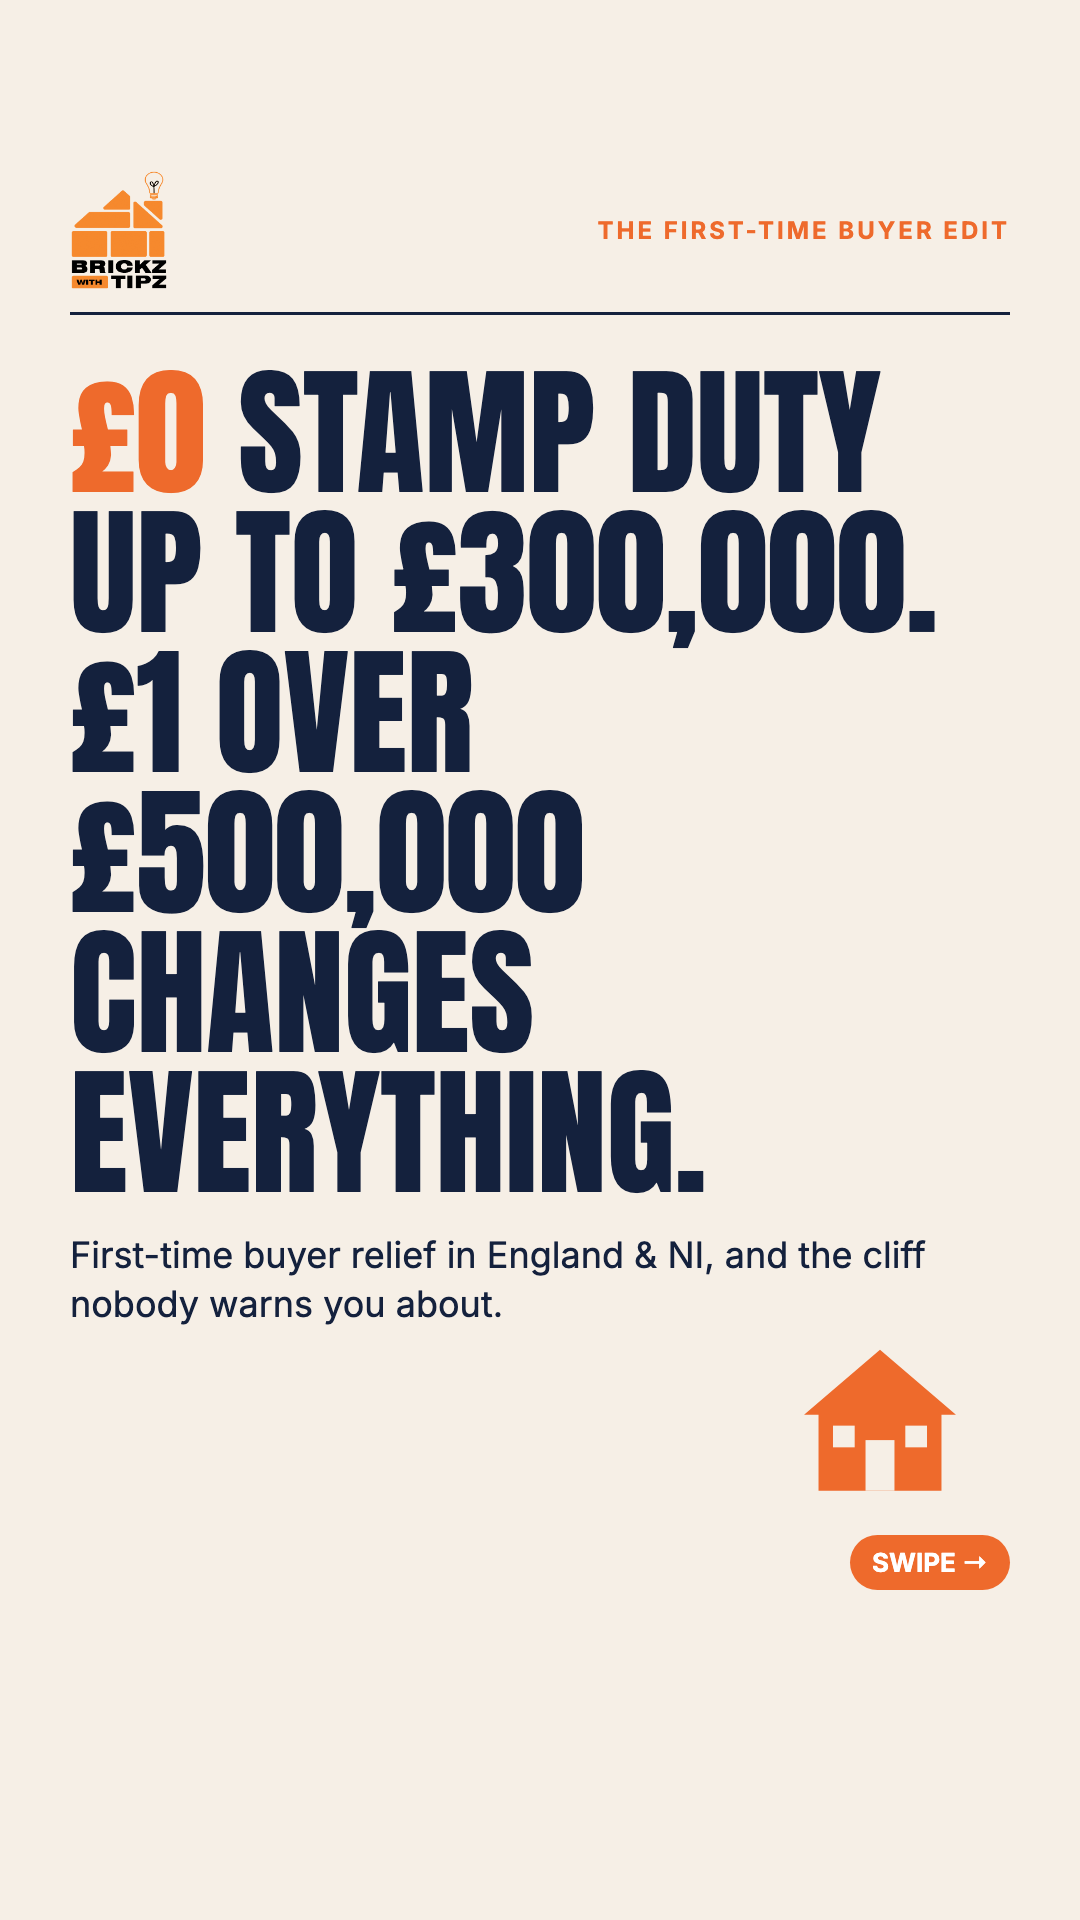 BRICKZ
WITH TIPZ
THE FIRST-TIME BUYER EDIT
£0 STAMP DUTY
UP TO £300,000.
£1 OVER
£500,000
CHANGES
EVERYTHING.
First-time buyer relief in England & NI, and the cliff
nobody warns you about.
SWIPE →